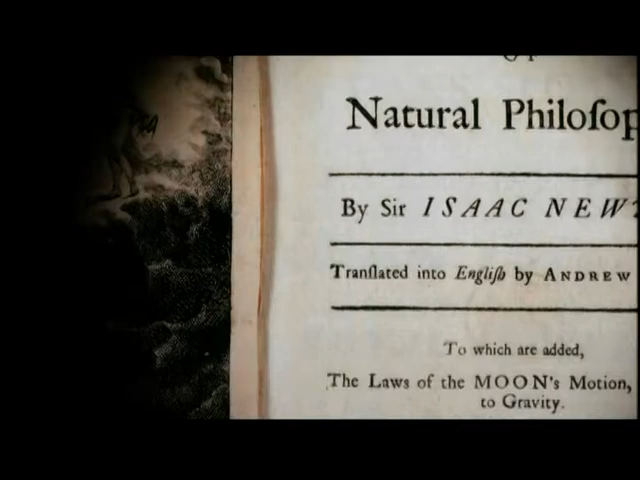 Natural Philoſop
By Sir ISAAC NEW
Tranſlated into Engliſh by ANDREW
To which are added,
The Laws of the MOON's Motion,
to Gravity.